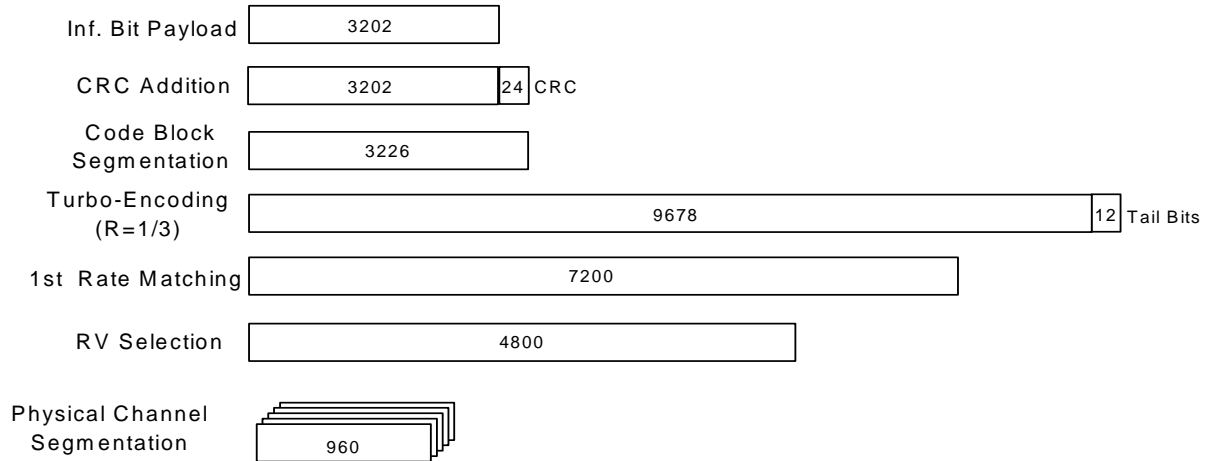 Inf. Bit Payload
3202
CRC Addition
3202
24
CRC
Code Block
Segmentation
3226
Turbo-Encoding
(R=1/3)
9678
12
Tail Bits
1st Rate Matching
7200
RV Selection
4800
Physical Channel
Segmentation
960